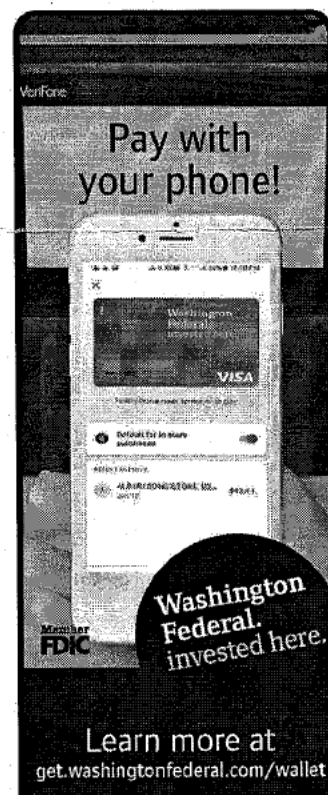 VeriFone
Pay with
your phone!
Washington
Federal.
invested here.
VISA
Default for in-store
Washington
Federal.
invested here.
Member
FDIC
Learn more at
get.washingtonfederal.com/wallet